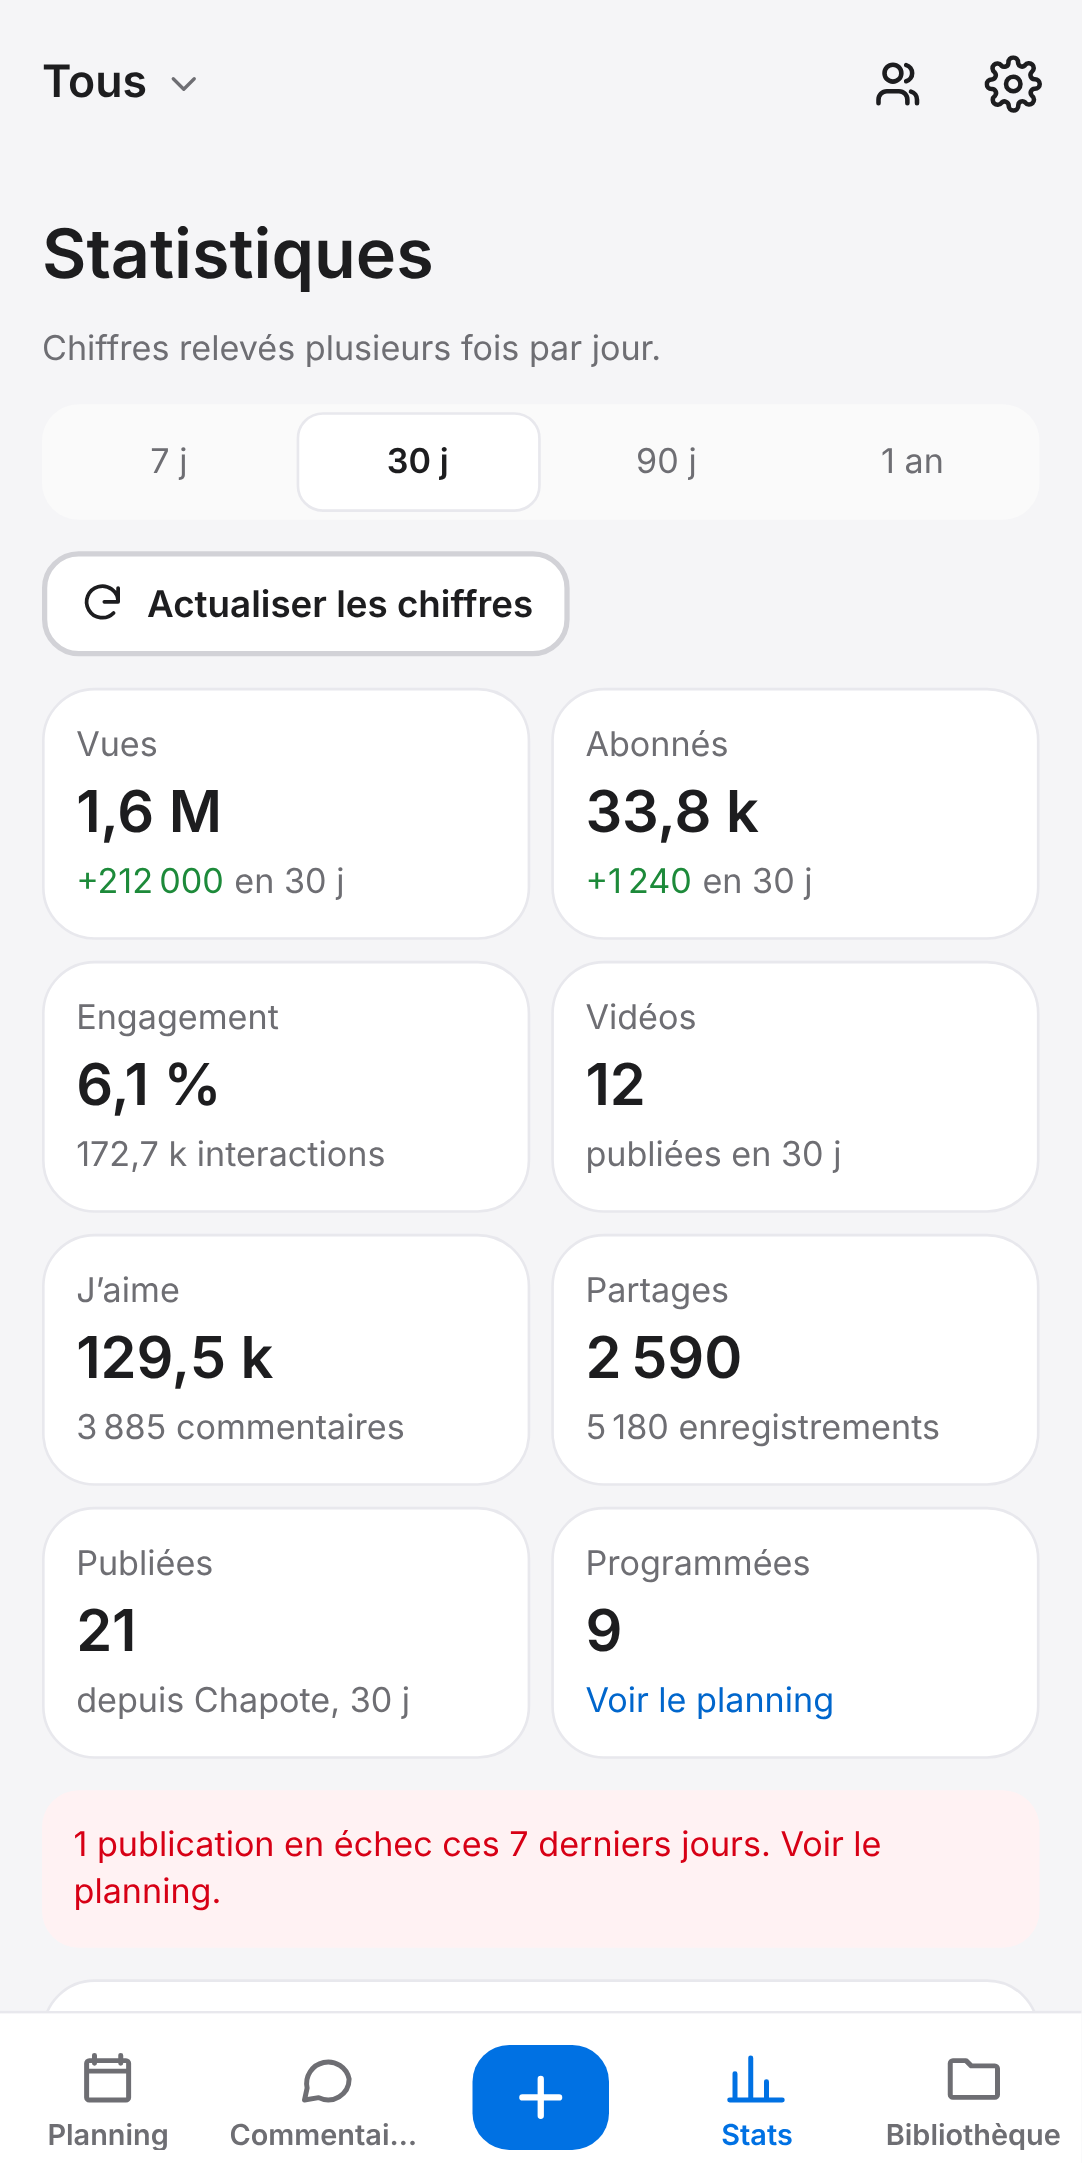 Tous
Statistiques
Chiffres relevés plusieurs fois par jour.
7 j
30 j
90 j
1 an
Actualiser les chiffres
Vues
1,6 M
+212 000 en 30 j
Abonnés
33,8 k
+1 240 en 30 j
Engagement
6,1 %
172,7 k interactions
Vidéos
12
publiées en 30 j
J’aime
129,5 k
3 885 commentaires
Partages
2 590
5 180 enregistrements
Publiées
21
depuis Chapote, 30 j
Programmées
9
Voir le planning
1 publication en échec ces 7 derniers jours. Voir le
planning.
Planning
Commentai...
Stats
Bibliothèque